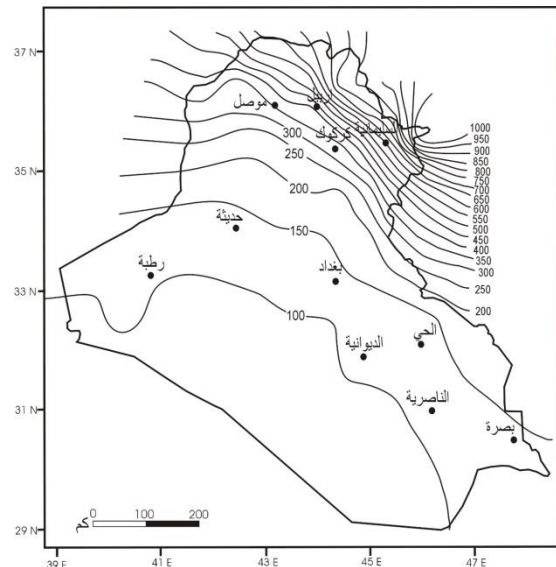 37 N
35 N
33 N
31 N
29 N
39 E
41 E
43 E
45 E
47 E
موصل
اربيل
كركوك
السليمانية
حديثة
رطبة
بغداد
الحي
الديوانية
الناصرية
بصرة
300
250
200
150
100
1000
950
900
850
800
750
700
650
600
550
500
450
400
350
300
250
200
0 100 200
كم